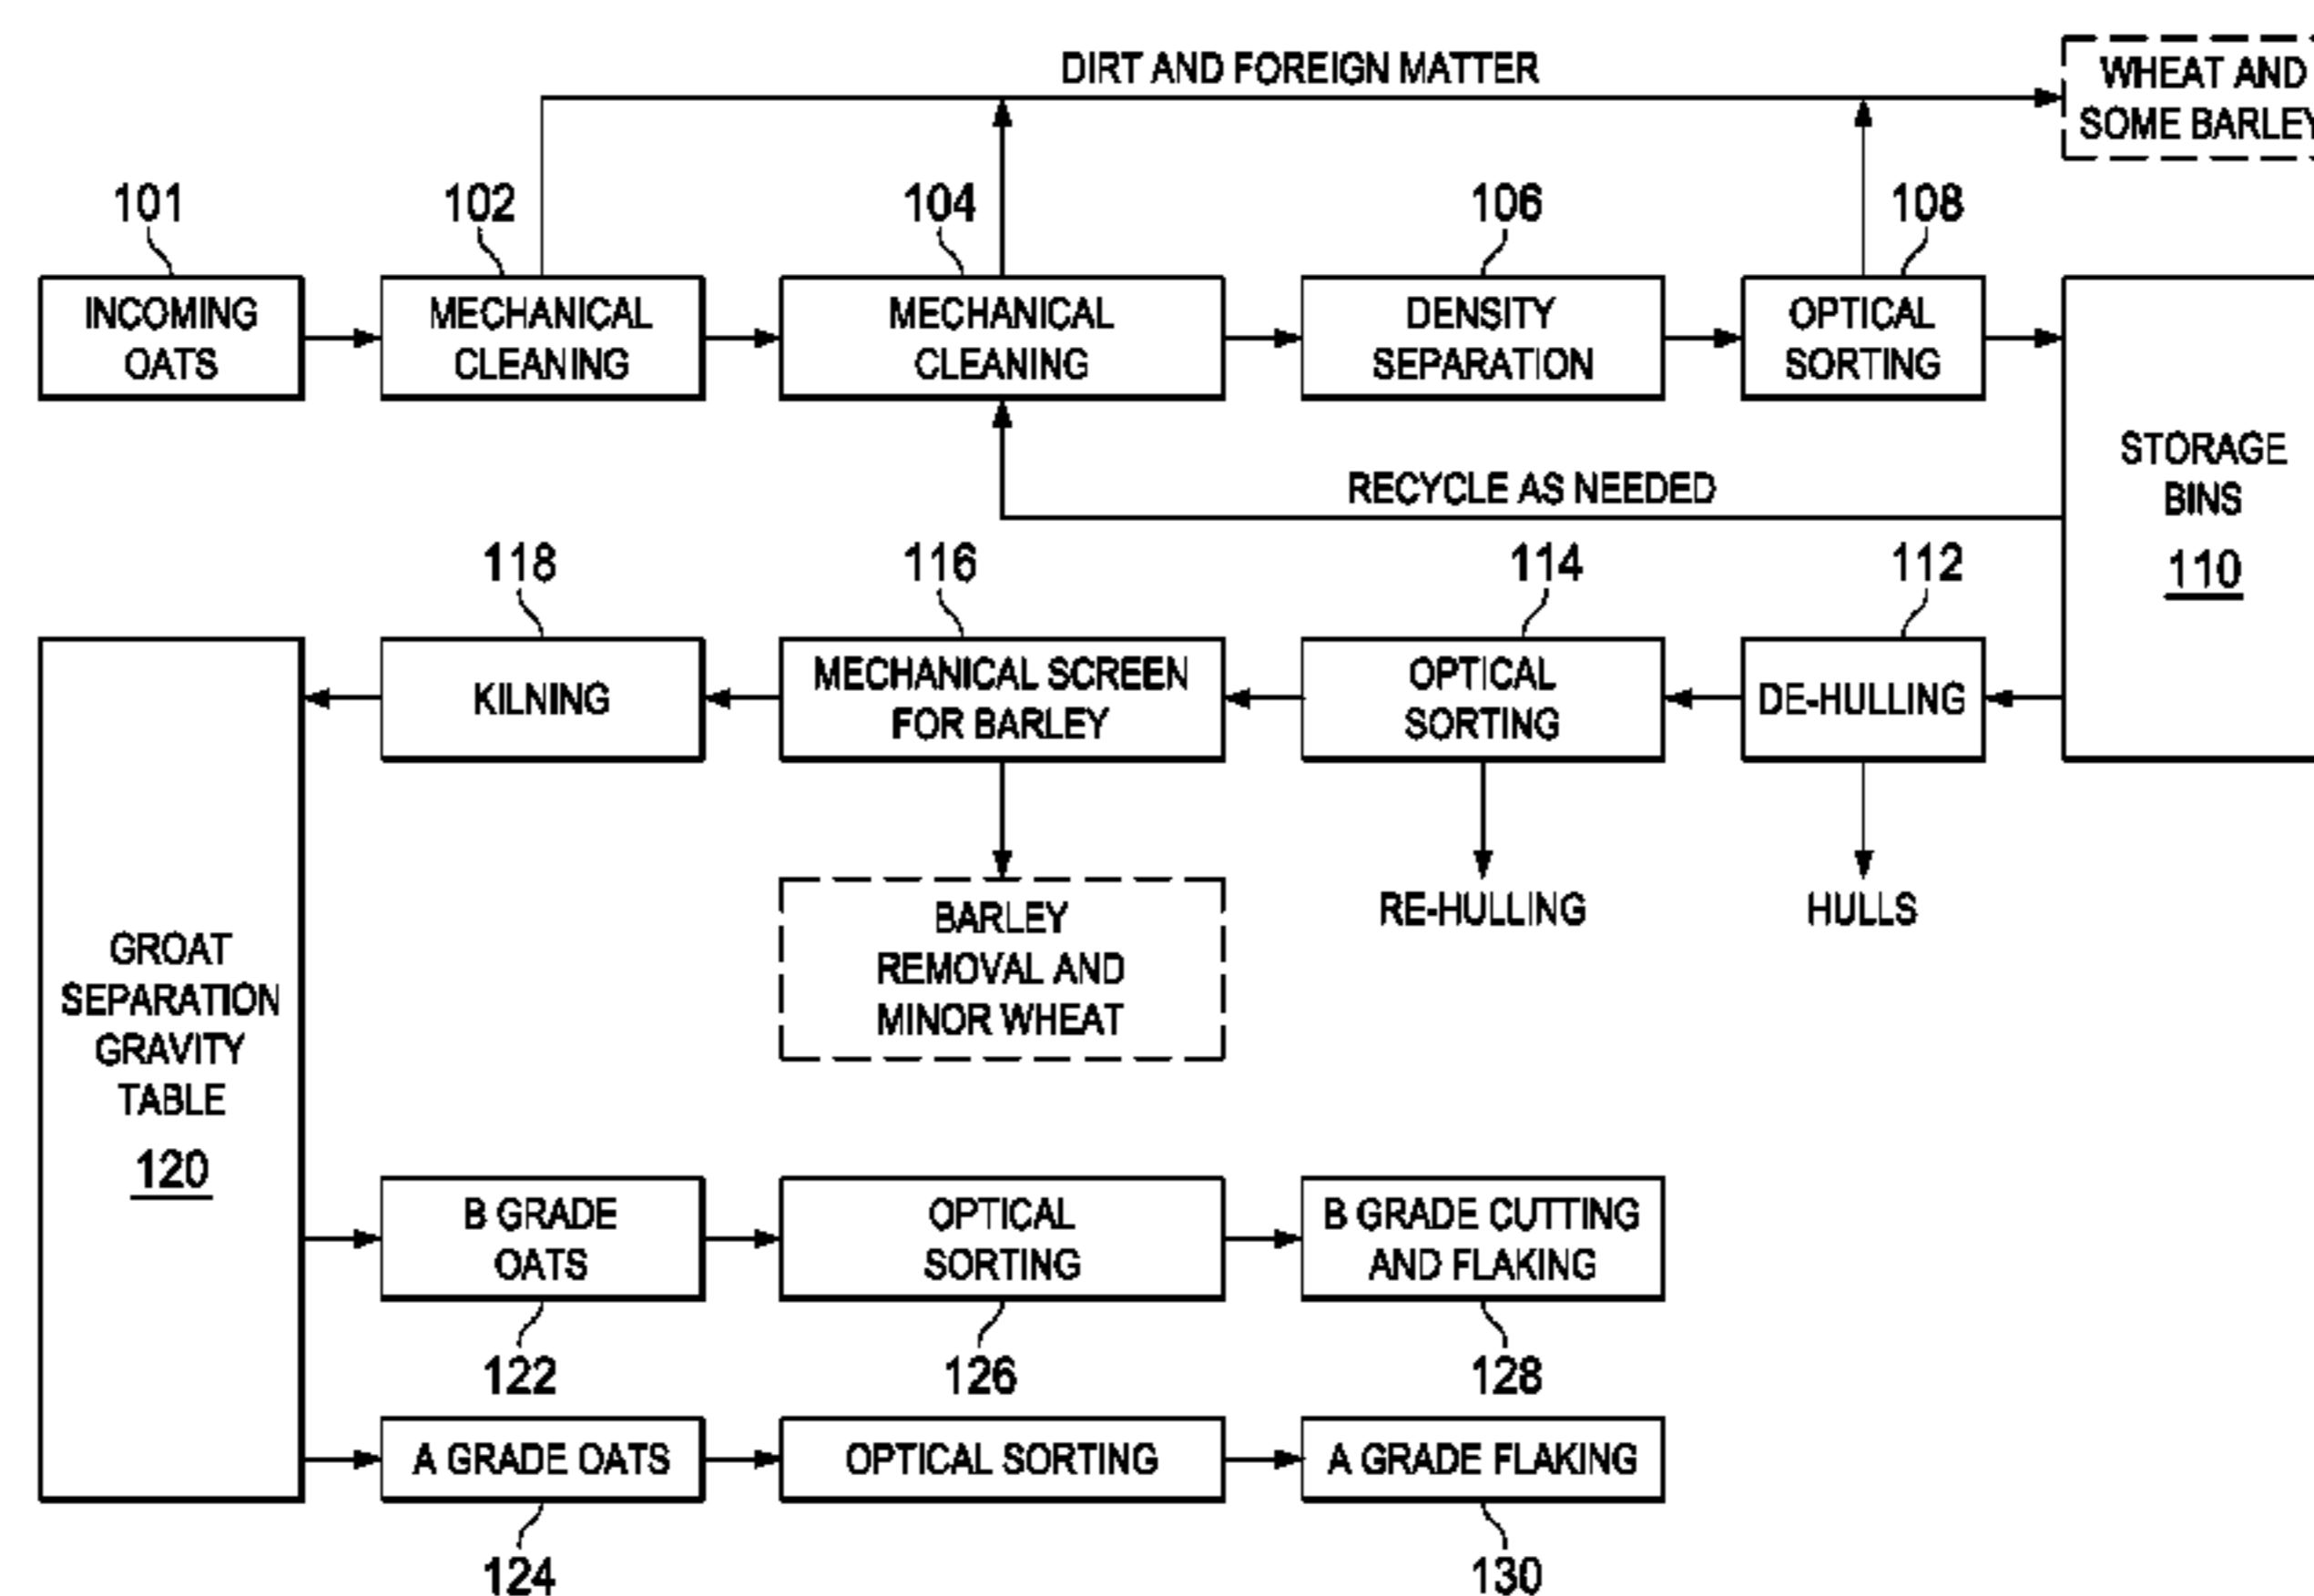 DIRT AND FOREIGN MATTER
WHEAT AND
SOME BARLEY
101
102
104
106
108
INCOMING
OATS
MECHANICAL
CLEANING
MECHANICAL
CLEANING
DENSITY
SEPARATION
OPTICAL
SORTING
STORAGE
BINS
110
RECYCLE AS NEEDED
118
116
114
112
KILNING
MECHANICAL SCREEN
FOR BARLEY
OPTICAL
SORTING
DE-HULLING
BARLEY
REMOVAL AND
MINOR WHEAT
RE-HULLING
HULLS
GROAT
SEPARATION
GRAVITY
TABLE
120
B GRADE
OATS
OPTICAL
SORTING
B GRADE CUTTING
AND FLAKING
122
126
128
A GRADE OATS
OPTICAL SORTING
A GRADE FLAKING
124
130